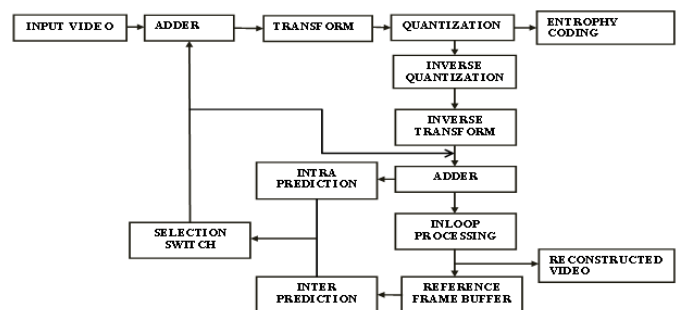 INPUT VIDEO
ADDER
TRANSFORM
QUANTIZATION
ENTROPHY
CODING
INVERSE
QUANTIZATION
INVERSE
TRANSFORM
INTRA
PREDICTION
ADDER
SELECTION
SWITCH
INLOOP
PROCESSING
RECONSTRUCTED
VIDEO
INTER
PREDICTION
REFERENCE
FRAME BUFFER